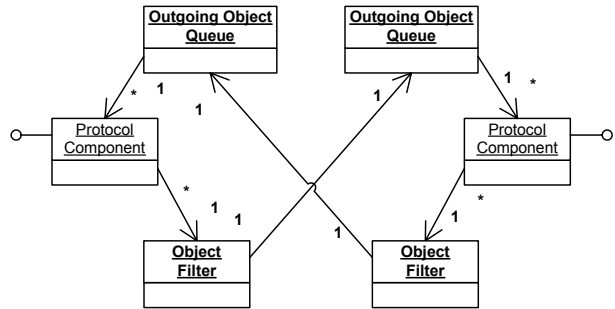 Outgoing Object
Queue
Outgoing Object
Queue
* 1 1 1 1 *
Protocol
Component
Protocol
Component
* 1 1 1 1 *
Object
Filter
Object
Filter